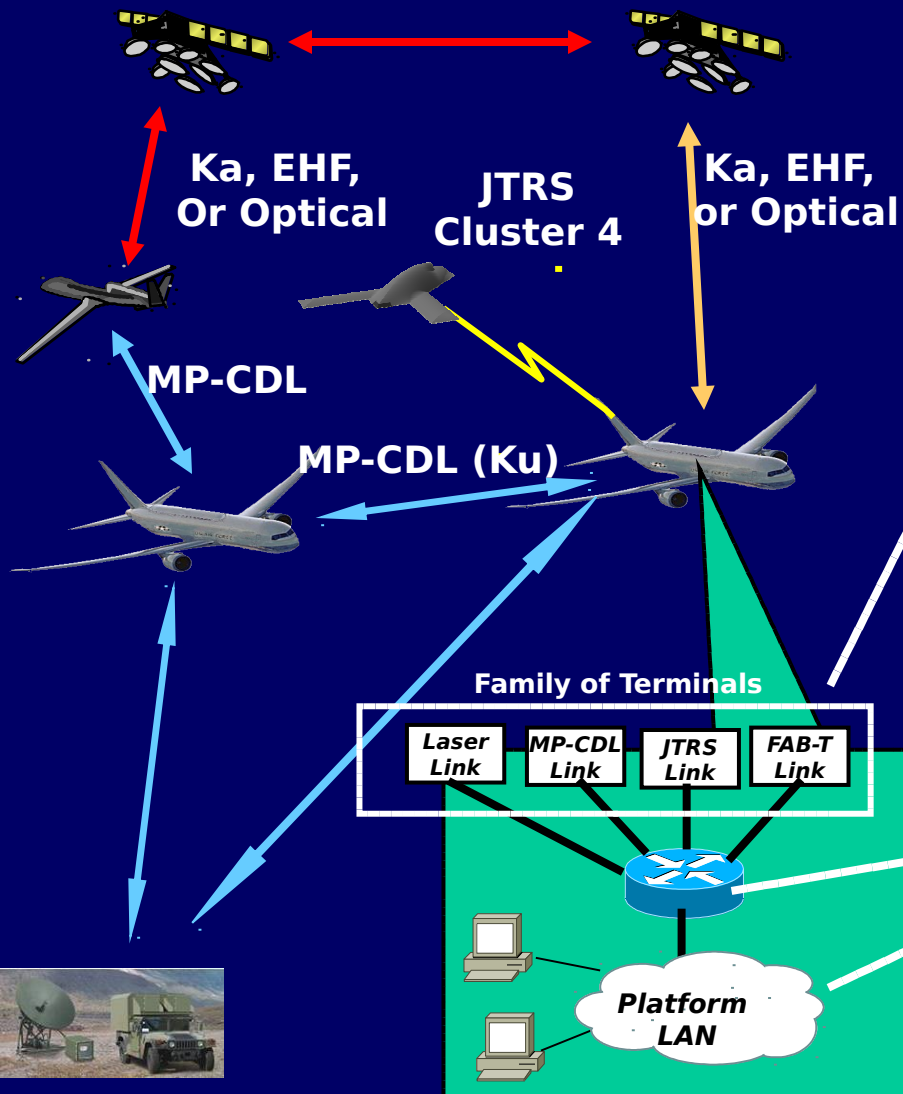 Ka, EHF,
Or Optical
JTRS
Cluster 4
Ka, EHF,
or Optical
MP-CDL
MP-CDL (Ku)
Family of Terminals
Laser
Link
MP-CDL
Link
JTRS
Link
FAB-T
Link
Platform
LAN